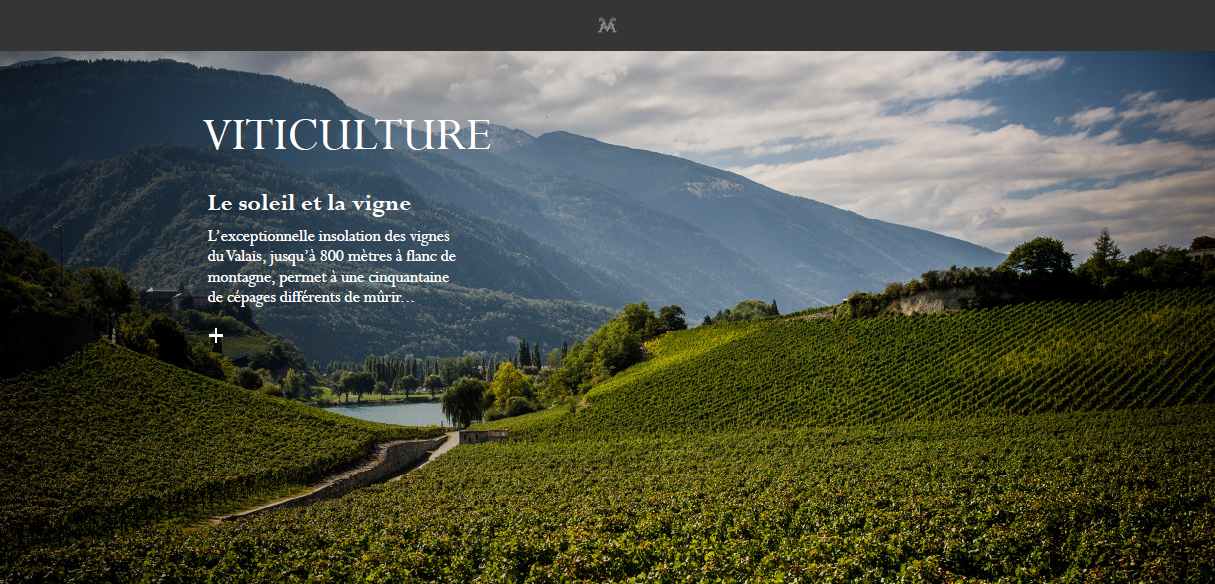 VITICULTURE
Le soleil et la vigne
L’exceptionnelle insolation des vignes
du Valais, jusqu’à 800 mètres à flanc de
montagne, permet à une cinquantaine
de cépages différents de mûrir…